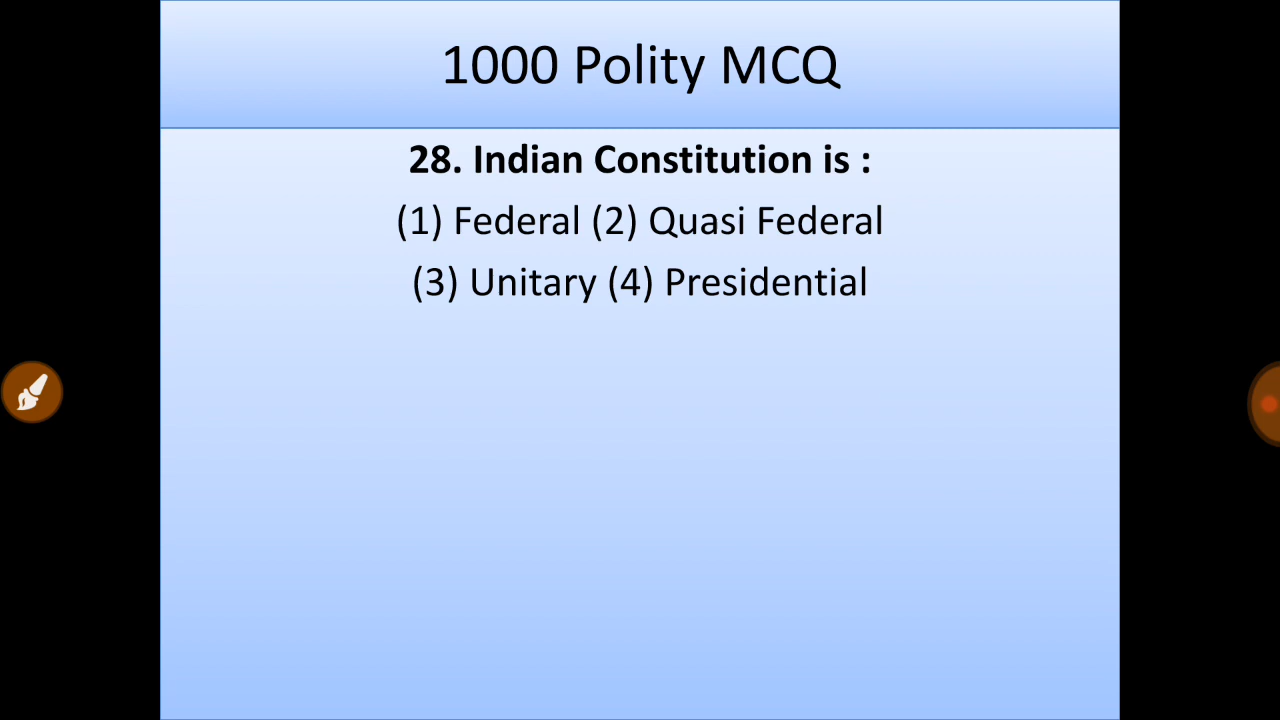 1000 Polity MCQ
28. Indian Constitution is :
(1) Federal (2) Quasi Federal
(3) Unitary (4) Presidential